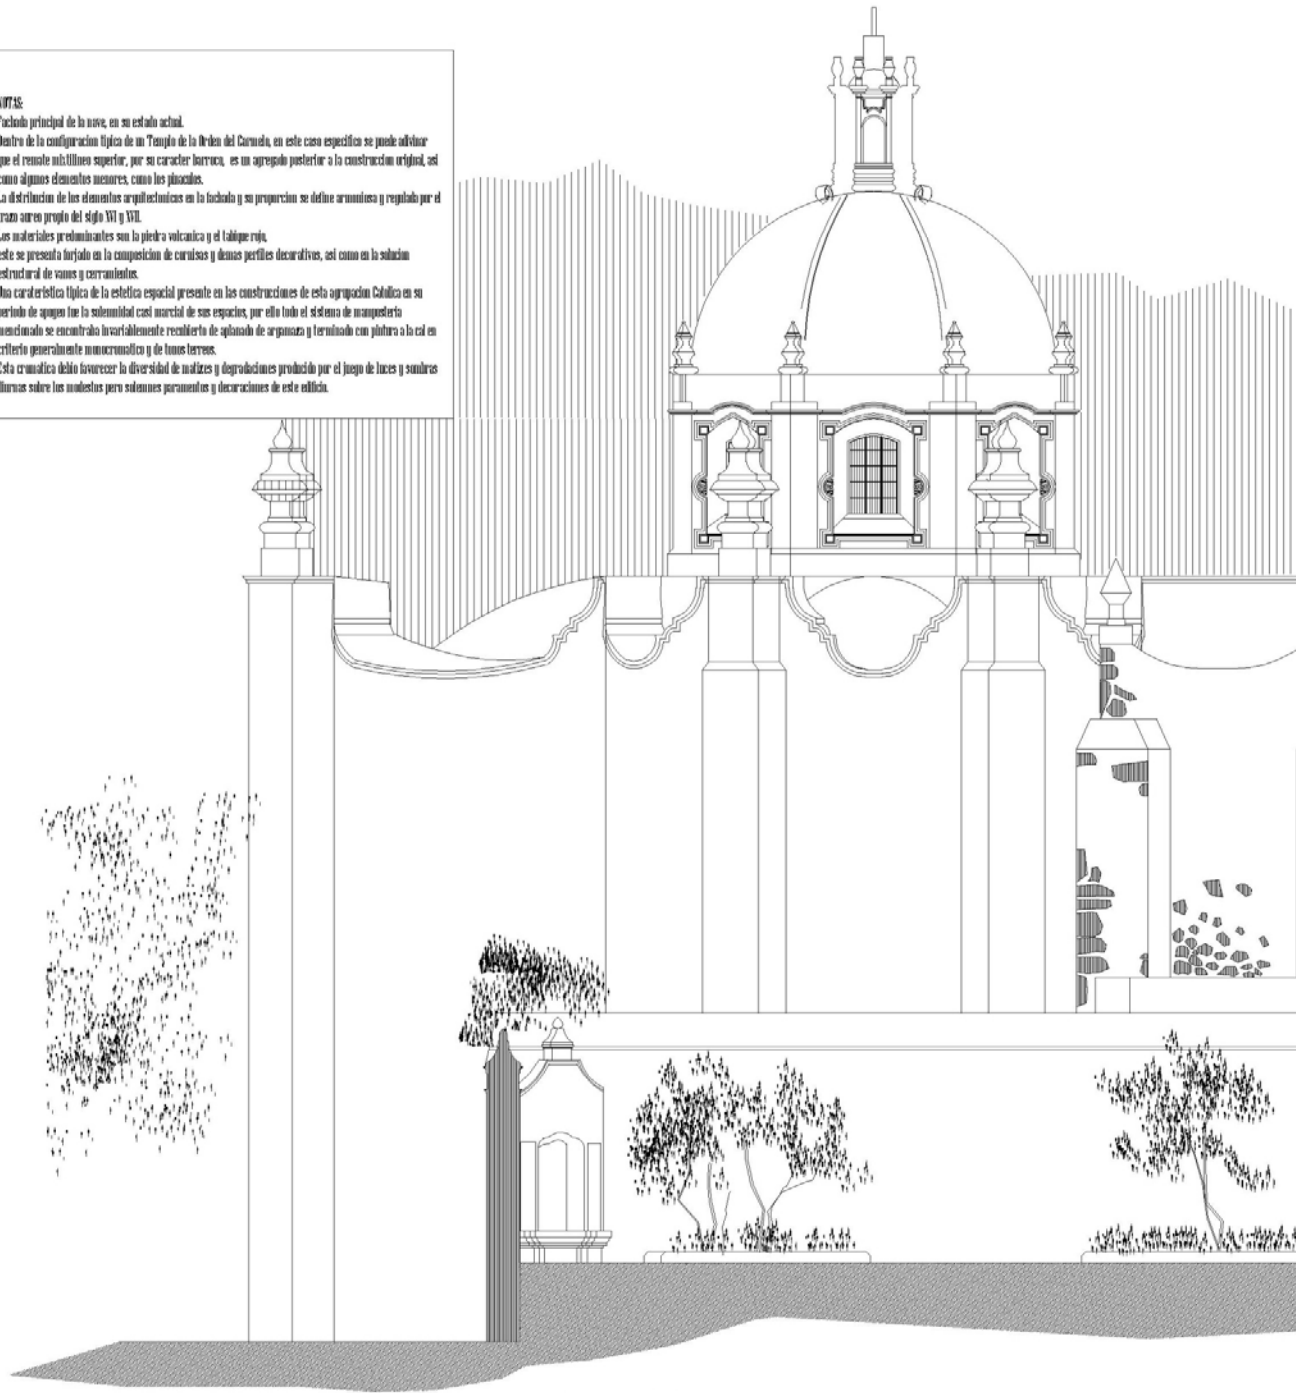 NOTAS:
Fachada principal de la nave, en su estado actual.
Dentro de la configuracion tipica de un Templo de la Orden del Carmelo, en este caso especifico se puede adivinar
que el remate mixtilineo superior, por su caracter barroco, es un agregado posterior a la construccion original, asi
como algunos elementos menores, como los pinaculos.
La distribucion de los elementos arquitectonicos en la fachada y su proporcion se define armoniosa y regulada por el
trazo aureo propio del siglo XVI y XVII.
Los materiales predominantes son la piedra volcanica y el tabique rojo,
este se presenta forjado en la composicion de cornisas y demas perfiles decorativos, asi como en la solucion
estructural de vanos y cerramientos.
Una caraterística tipica de la estetica espacial presente en las construcciones de esta agrupacion Catolica en su
periodo de apogeo fue la solemnidad casi marcial de sus espacios, por ello todo el sistema de mamposteria
mencionado se encontraba invariablemente recubierto de aplanado de argamaza y terminado con pintura a la cal en
criterio generalmente monocromatico y de tonos terreos.
Esta cromatica debio favorecer la diversidad de matizes y degradaciones producido por el juego de luces y sombras
diurnas sobre los modestos pero solemnes paramentos y decoraciones de este edificio.